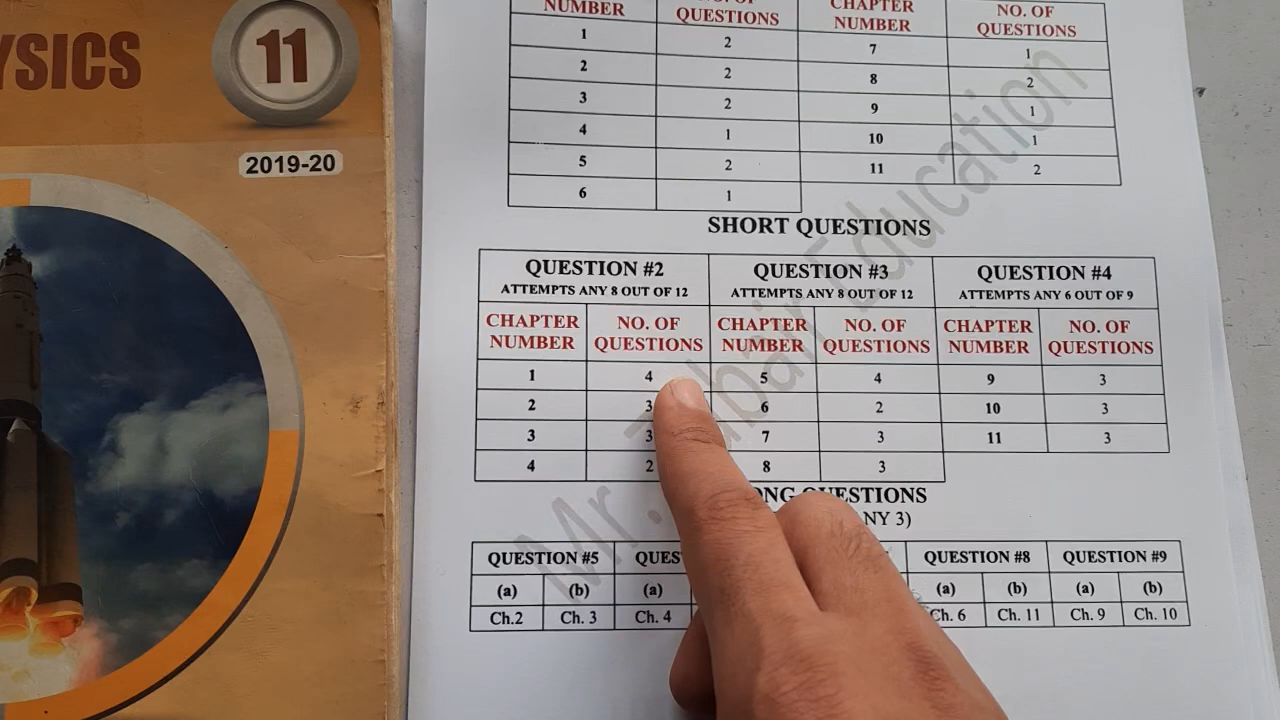 YSICS
11
2019-20
NUMBER QUESTIONS CHAPTER NUMBER NO. OF QUESTIONS
1 2 7 1
2 2 8 2
3 2 9 1
4 1 10 1
5 2 11 2
6 1
SHORT QUESTIONS
QUESTION #2 QUESTION #3 QUESTION #4
ATTEMPTS ANY 8 OUT OF 12 ATTEMPTS ANY 8 OUT OF 12 ATTEMPTS ANY 6 OUT OF 9
CHAPTER NO. OF CHAPTER NO. OF CHAPTER NO. OF
NUMBER QUESTIONS NUMBER QUESTIONS NUMBER QUESTIONS
1 4 5 4 9 3
2 3 6 2 10 3
3 3 7 3 11 3
4 2 8 3
QUESTIONS
NY 3)
QUESTION #5 QUES QUESTION #8 QUESTION #9
(a) (b) (a) (a) (b) (a) (b)
Ch.2 Ch. 3 Ch. 4 Ch. 6 Ch. 11 Ch. 9 Ch. 10
Mr. Education